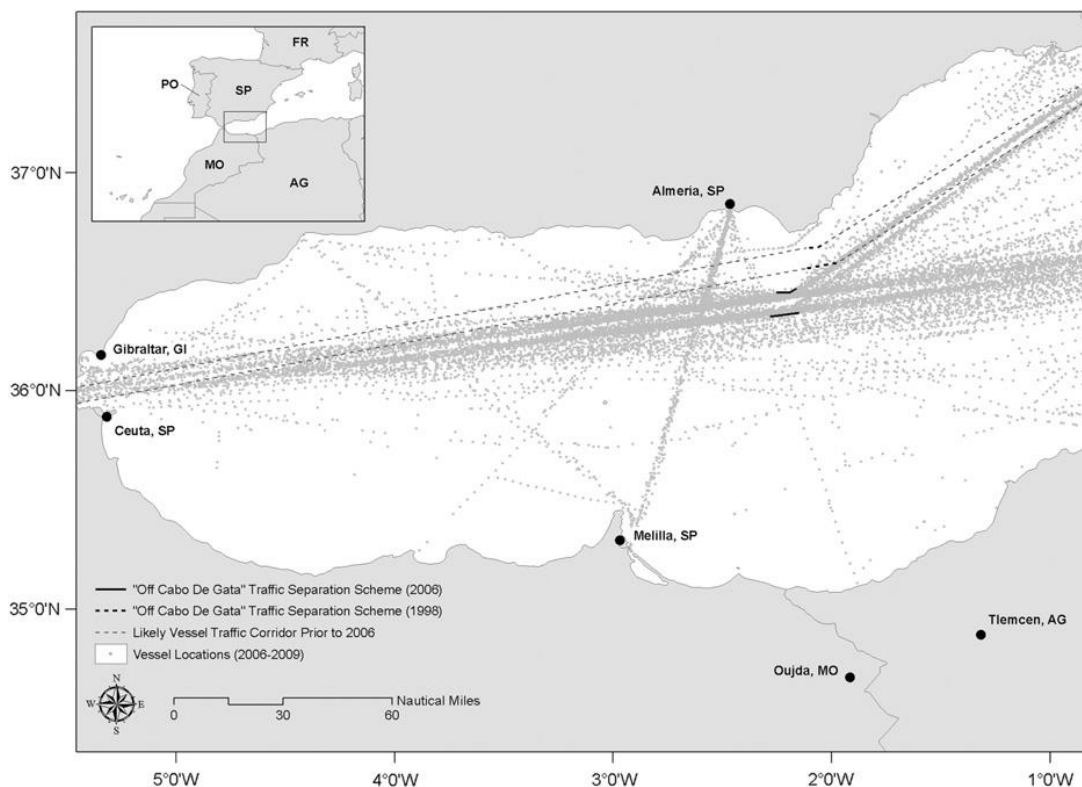 FR
PO
SP
MO
AG
37°0'N
Almeria, SP
Gibraltar, GI
36°0'N
Ceuta, SP
Melilla, SP
"Off Cabo De Gata" Traffic Separation Scheme (2006)
35°0'N
"Off Cabo De Gata" Traffic Separation Scheme (1998)
Tlemcen, AG
Likely Vessel Traffic Corridor Prior to 2006
Vessel Locations (2006-2009)
Oujda, MO
N
W E
S
Nautical Miles
0 30 60
5°0'W 4°0'W 3°0'W 2°0'W 1°0'W